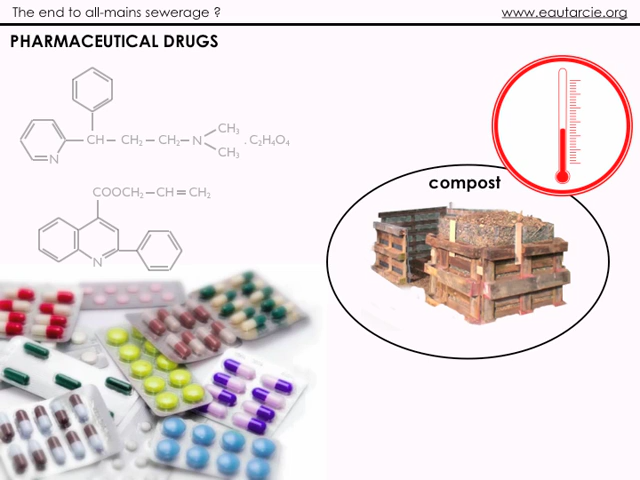 The end to all-mains sewerage ?
www.eautarcie.org
PHARMACEUTICAL DRUGS
CH — CH₂ — CH₂ — N
CH₃
CH₃
. C₂H₄O₄
N
COOCH₂ — CH = CH₂
N
compost